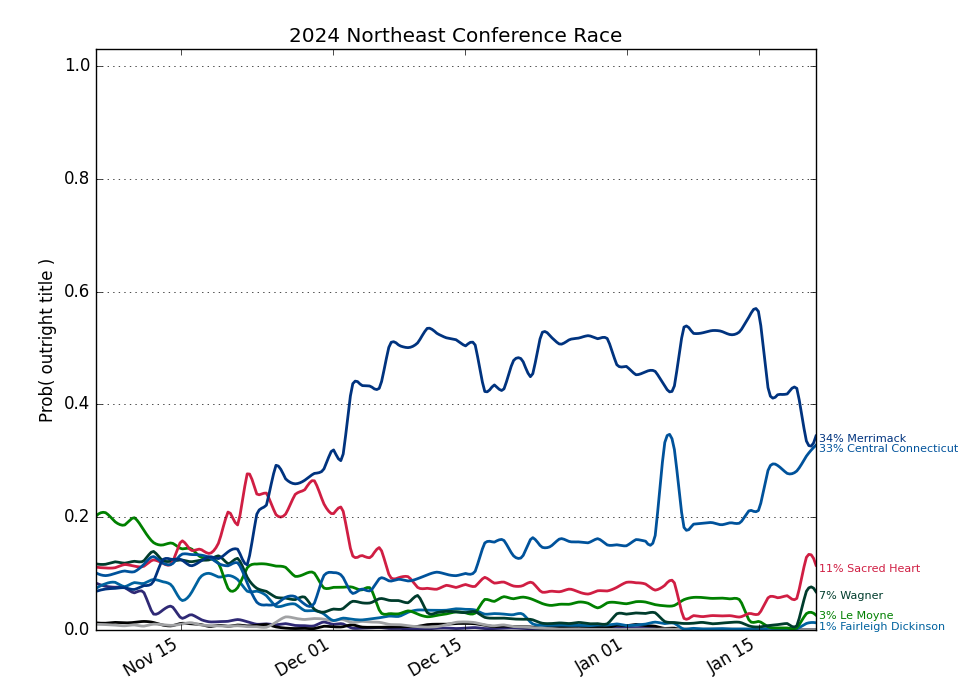 2024 Northeast Conference Race
Prob( outright title )
1.0
0.8
0.6
0.4
0.2
0.0
Nov 15
Dec 01
Dec 15
Jan 01
Jan 15
34% Merrimack
33% Central Connecticut
11% Sacred Heart
7% Wagner
3% Le Moyne
1% Fairleigh Dickinson